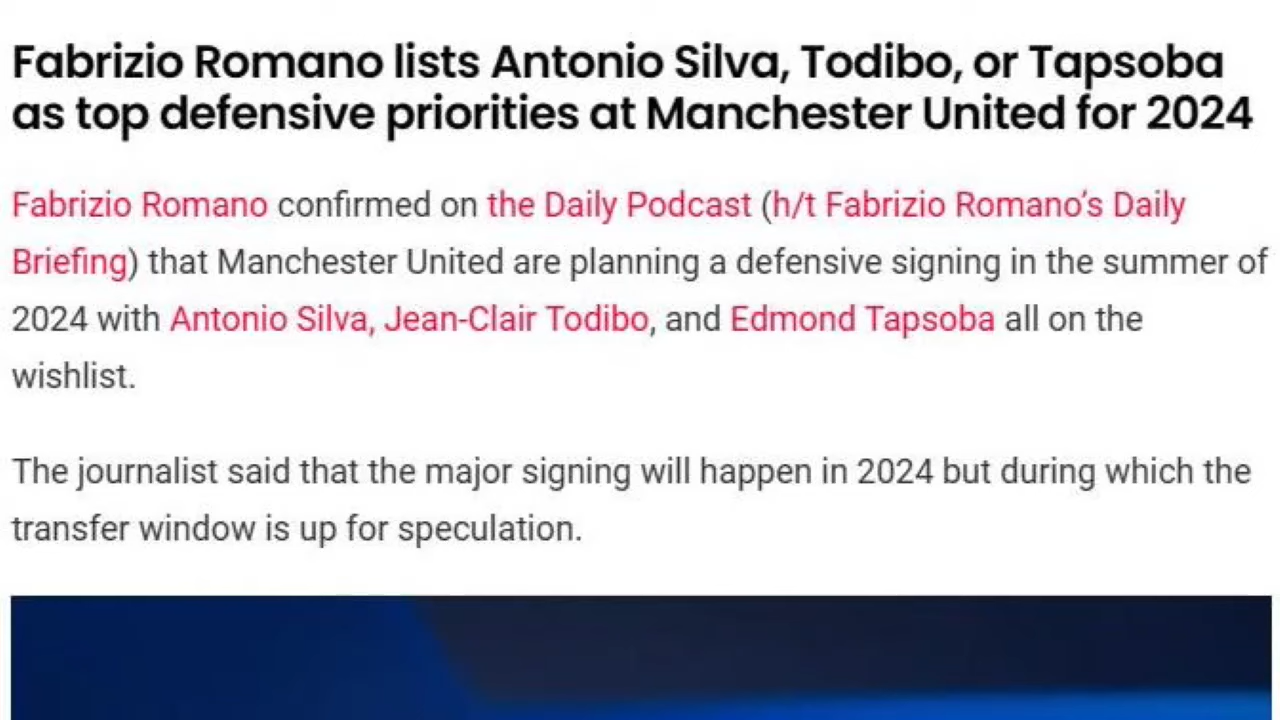 Fabrizio Romano lists Antonio Silva, Todibo, or Tapsoba
as top defensive priorities at Manchester United for 2024
Fabrizio Romano confirmed on the Daily Podcast (h/t Fabrizio Romano’s Daily
Briefing) that Manchester United are planning a defensive signing in the summer of
2024 with Antonio Silva, Jean-Clair Todibo, and Edmond Tapsoba all on the
wishlist.
The journalist said that the major signing will happen in 2024 but during which the
transfer window is up for speculation.